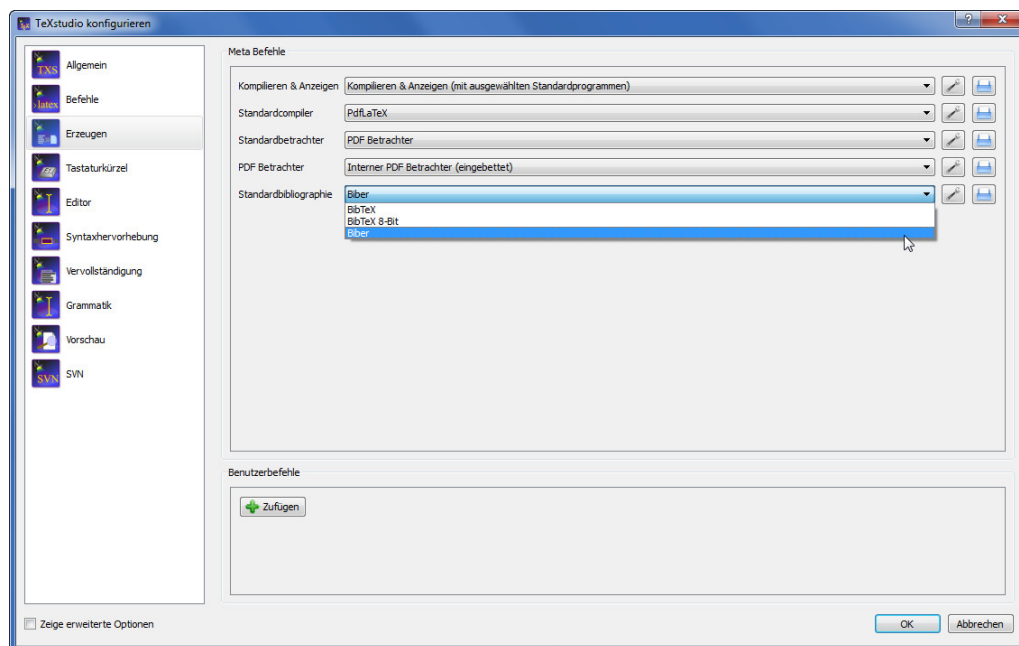 TeXstudio konfigurieren
Allgemein
Befehle
Erzeugen
Tastaturkürzel
Editor
Syntaxhervorhebung
Vervollständigung
Grammatik
Vorschau
SVN
Meta Befehle
Kompilieren & Anzeigen Kompilieren & Anzeigen (mit ausgewählten Standardprogrammen)
Standardcompiler PdfLaTeX
Standardbetrachter PDF Betrachter
PDF Betrachter Interner PDF Betrachter (eingebettet)
Standardbibliographie Biber
BibTeX
BibTeX 8-Bit
Biber
Benutzerbefehle
Zufügen
Zeige erweiterte Optionen
OK Abbrechen